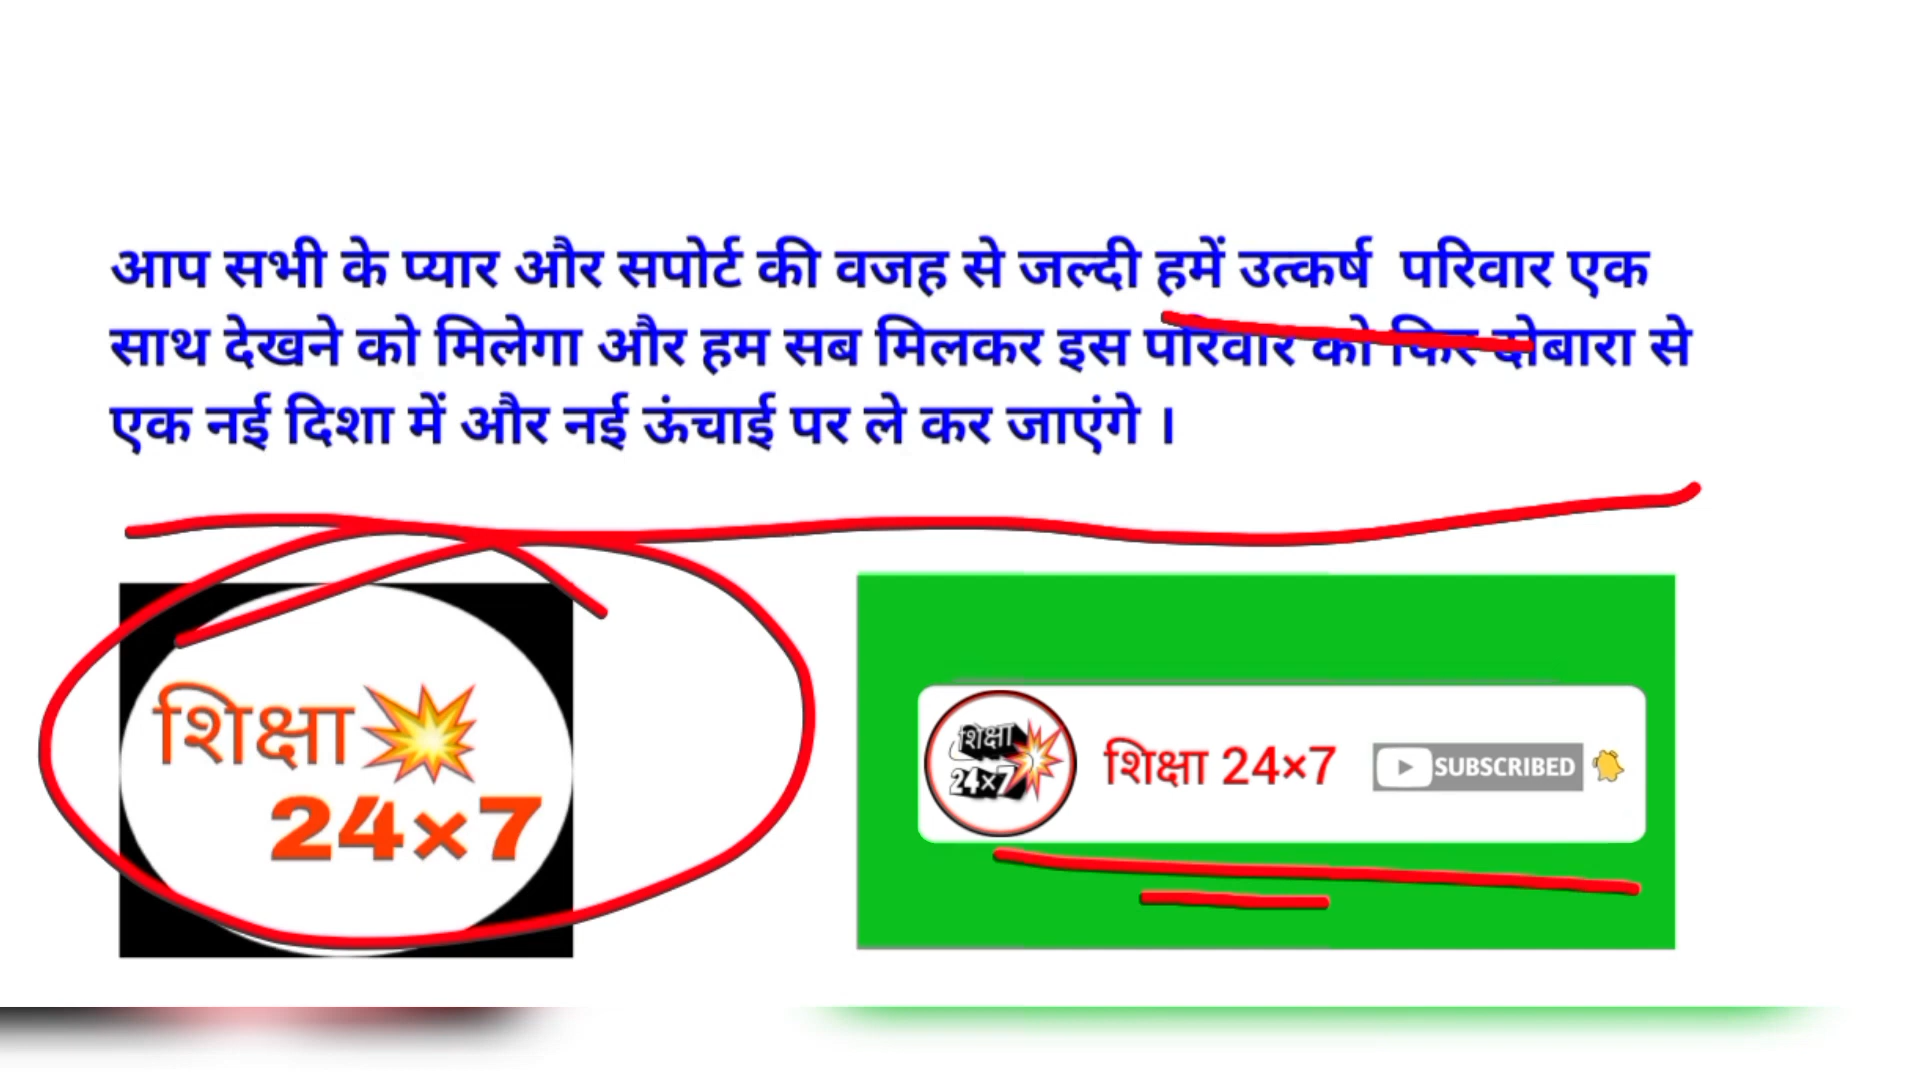 आप सभी के प्यार और सपोर्ट की वजह से जल्दी हमें उत्कर्ष परिवार एक
साथ देखने को मिलेगा और हम सब मिलकर इस परिवार को फिर दोबारा से
एक नई दिशा में और नई ऊंचाई पर ले कर जाएंगे ।
शिक्षा
24×7
शिक्षा
24×7
शिक्षा 24×7 SUBSCRIBED